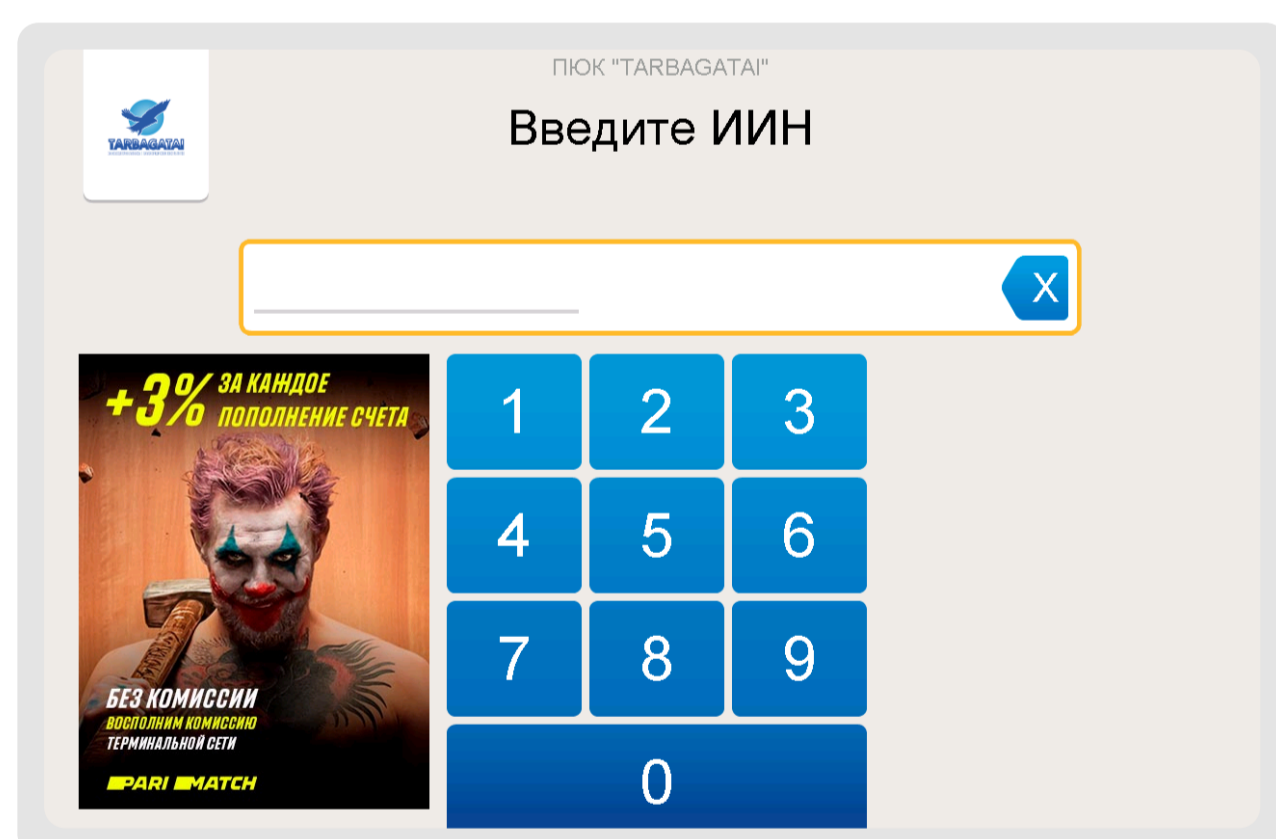 ПЮК "TARBAGATAI"
Введите ИИН
TARBAGATAI
X
+3% ЗА КАЖДОЕ
ПОПОЛНЕНИЕ СЧЕТА
1 2 3
4 5 6
7 8 9
0
БЕЗ КОМИССИИ
ВОСПОЛНИМ КОМИССИЮ
ТЕРМИНАЛЬНОЙ СЕТИ
PARI MATCH